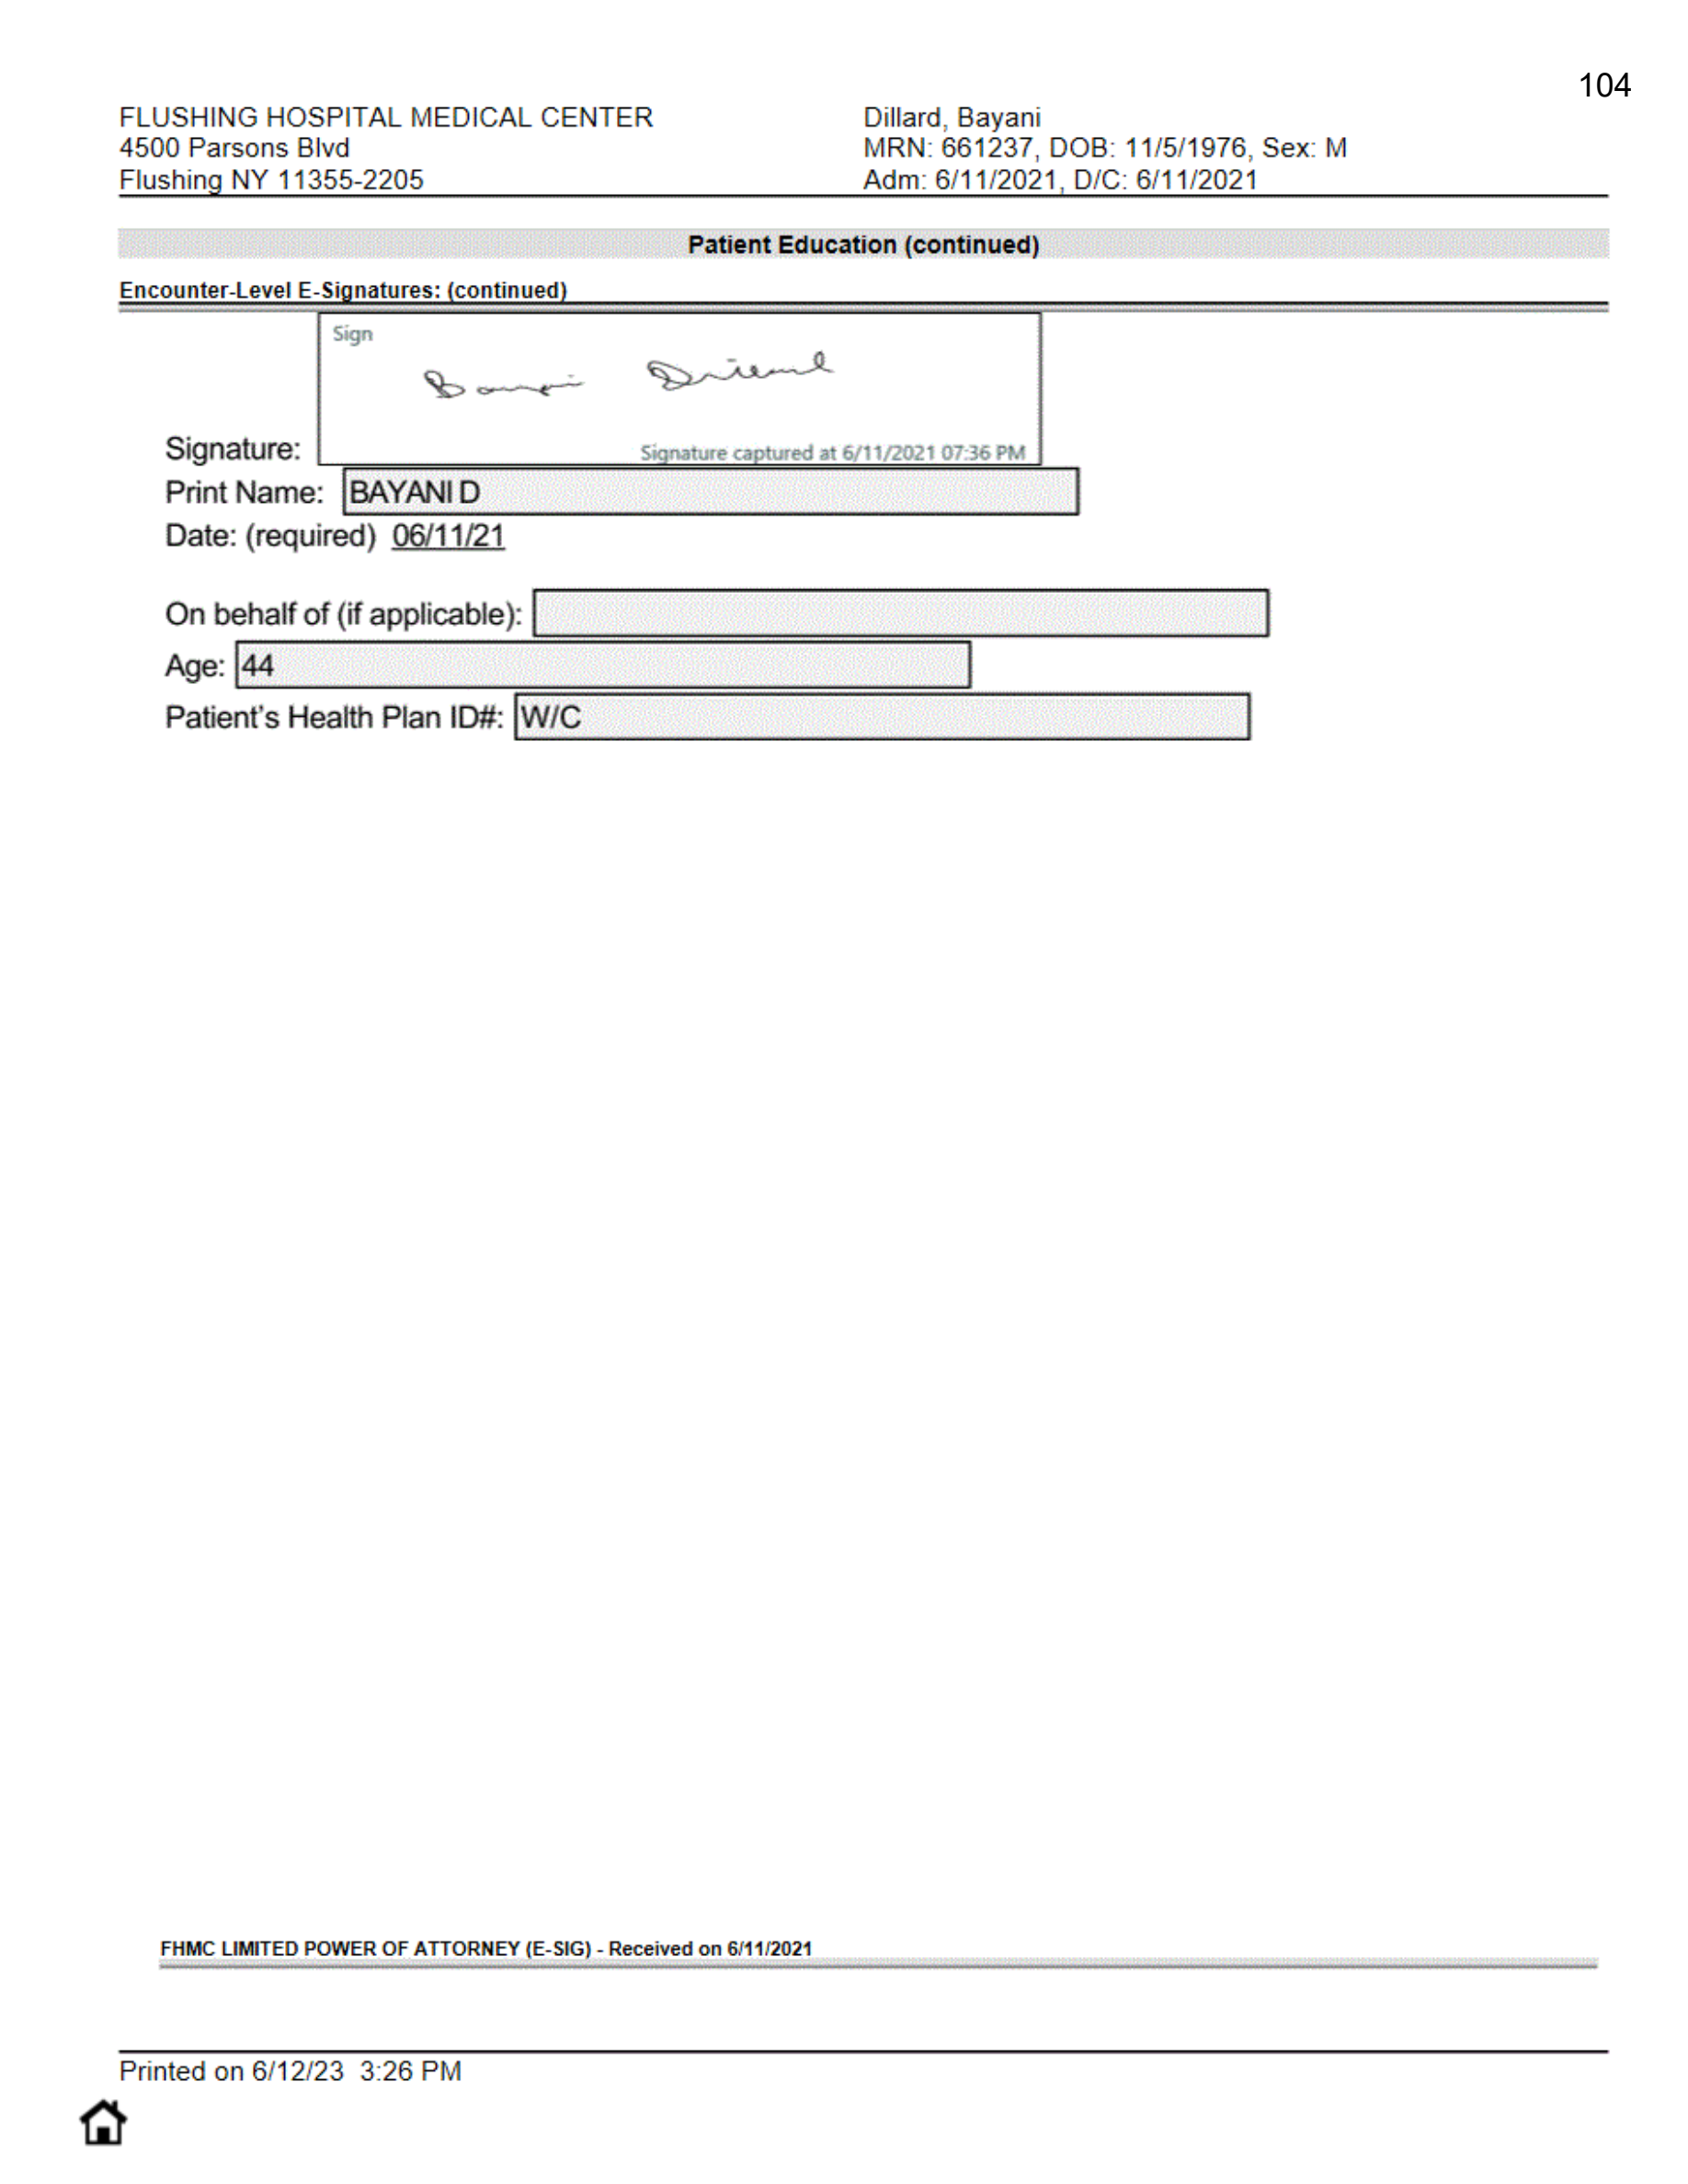 104
FLUSHING HOSPITAL MEDICAL CENTER
4500 Parsons Blvd
Flushing NY 11355-2205
Dillard, Bayani
MRN: 661237, DOB: 11/5/1976, Sex: M
Adm: 6/11/2021, D/C: 6/11/2021
Patient Education (continued)
Encounter-Level E-Signatures: (continued)
Sign
Signature captured at 6/11/2021 07:36 PM
Signature:
Print Name: BAYANI D
Date: (required) 06/11/21
On behalf of (if applicable):
Age: 44
Patient's Health Plan ID#: W/C
FHMC LIMITED POWER OF ATTORNEY (E-SIG) - Received on 6/11/2021
Printed on 6/12/23 3:26 PM